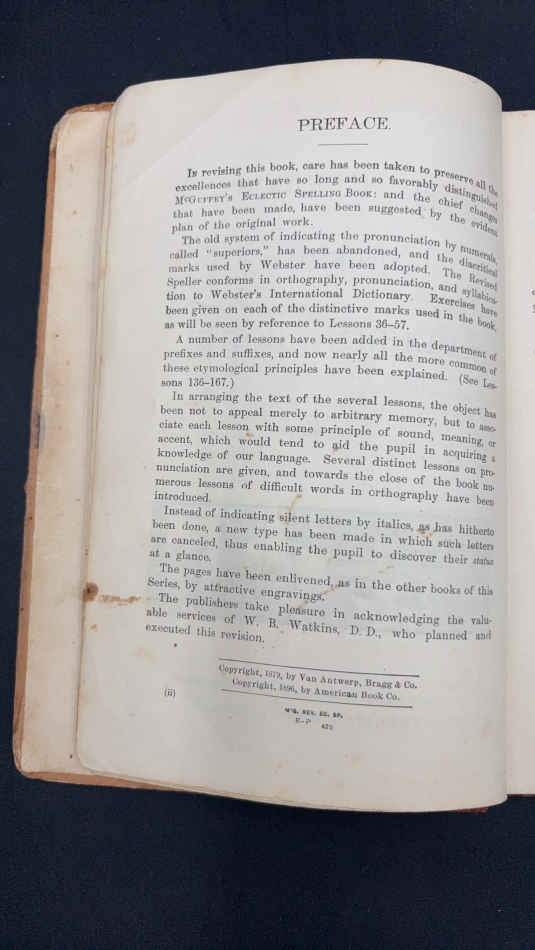 PREFACE.
In revising this book, care has been taken to preserve all the
excellences that have so long and so favorably distinguished
McGuffey's Eclectic Spelling Book: and the chief changes
that have been made, have been suggested by the evident
plan of the original work.
The old system of indicating the pronunciation by numerals,
called "superiors," has been abandoned, and the diacritical
marks used by Webster have been adopted. The Revised
Speller conforms in orthography, pronunciation, and syllabica-
tion to Webster's International Dictionary. Exercises have
been given on each of the distinctive marks used in the book,
as will be seen by reference to Lessons 36–57.
A number of lessons have been added in the department of
prefixes and suffixes, and now nearly all the more common of
these etymological principles have been explained. (See Les-
sons 136–167.)
In arranging the text of the several lessons, the object has
been not to appeal merely to arbitrary memory, but to asso-
ciate each lesson with some principle of sound, meaning, or
accent, which would tend to aid the pupil in acquiring a
knowledge of our language. Several distinct lessons on pro-
nunciation are given, and towards the close of the book nu-
merous lessons of difficult words in orthography have been
introduced.
Instead of indicating silent letters by italics, as has hitherto
been done, a new type has been made in which such letters
are canceled, thus enabling the pupil to discover their status
at a glance.
The pages have been enlivened, as in the other books of this
Series, by attractive engravings.
The publishers take pleasure in acknowledging the valu-
able services of W. B. Watkins, D. D., who planned and
executed this revision.
Copyright, 1879, by Van Antwerp, Bragg & Co.
Copyright, 1896, by American Book Co.
(ii)
M'G. REV. EC. SP.
E-P